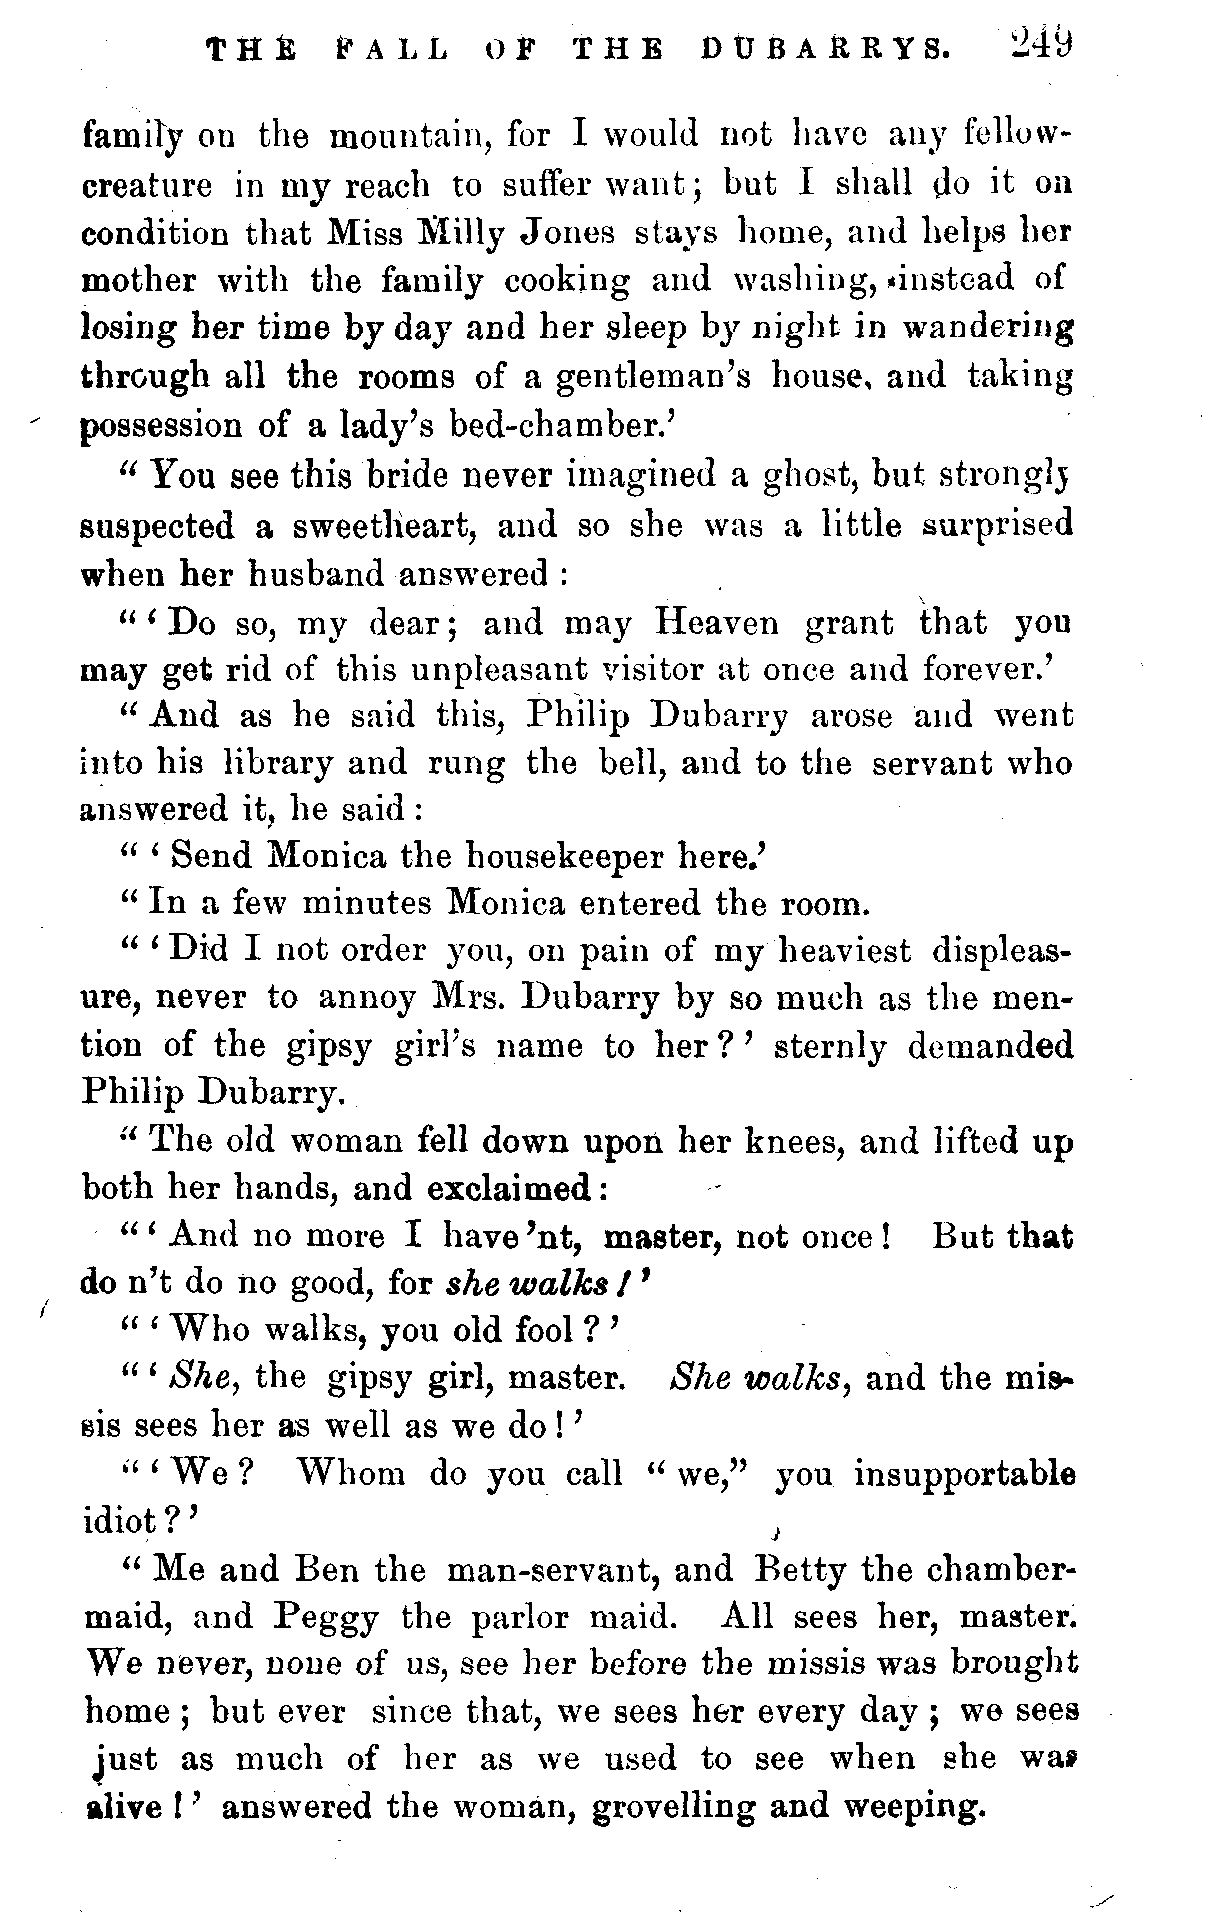 THE FALL OF THE DUBARRYS. 249
family on the mountain, for I would not have any fellow-
creature in my reach to suffer want; but I shall do it on
condition that Miss Milly Jones stays home, and helps her
mother with the family cooking and washing, instead of
losing her time by day and her sleep by night in wandering
through all the rooms of a gentleman's house, and taking
possession of a lady's bed-chamber.'
"You see this bride never imagined a ghost, but strongly
suspected a sweetheart, and so she was a little surprised
when her husband answered:
"'Do so, my dear; and may Heaven grant that you
may get rid of this unpleasant visitor at once and forever.'
"And as he said this, Philip Dubarry arose and went
into his library and rung the bell, and to the servant who
answered it, he said:
"'Send Monica the housekeeper here.'
"In a few minutes Monica entered the room.
"'Did I not order you, on pain of my heaviest displeas-
ure, never to annoy Mrs. Dubarry by so much as the men-
tion of the gipsy girl's name to her?' sternly demanded
Philip Dubarry.
"The old woman fell down upon her knees, and lifted up
both her hands, and exclaimed:
"'And no more I have'nt, master, not once! But that
do n't do no good, for she walks!'
"'Who walks, you old fool?'
"'She, the gipsy girl, master. She walks, and the mis-
sis sees her as well as we do!'
"'We? Whom do you call "we," you insupportable
idiot?'
"Me and Ben the man-servant, and Betty the chamber-
maid, and Peggy the parlor maid. All sees her, master.
We never, none of us, see her before the missis was brought
home; but ever since that, we sees her every day; we sees
just as much of her as we used to see when she was
alive!' answered the woman, grovelling and weeping.